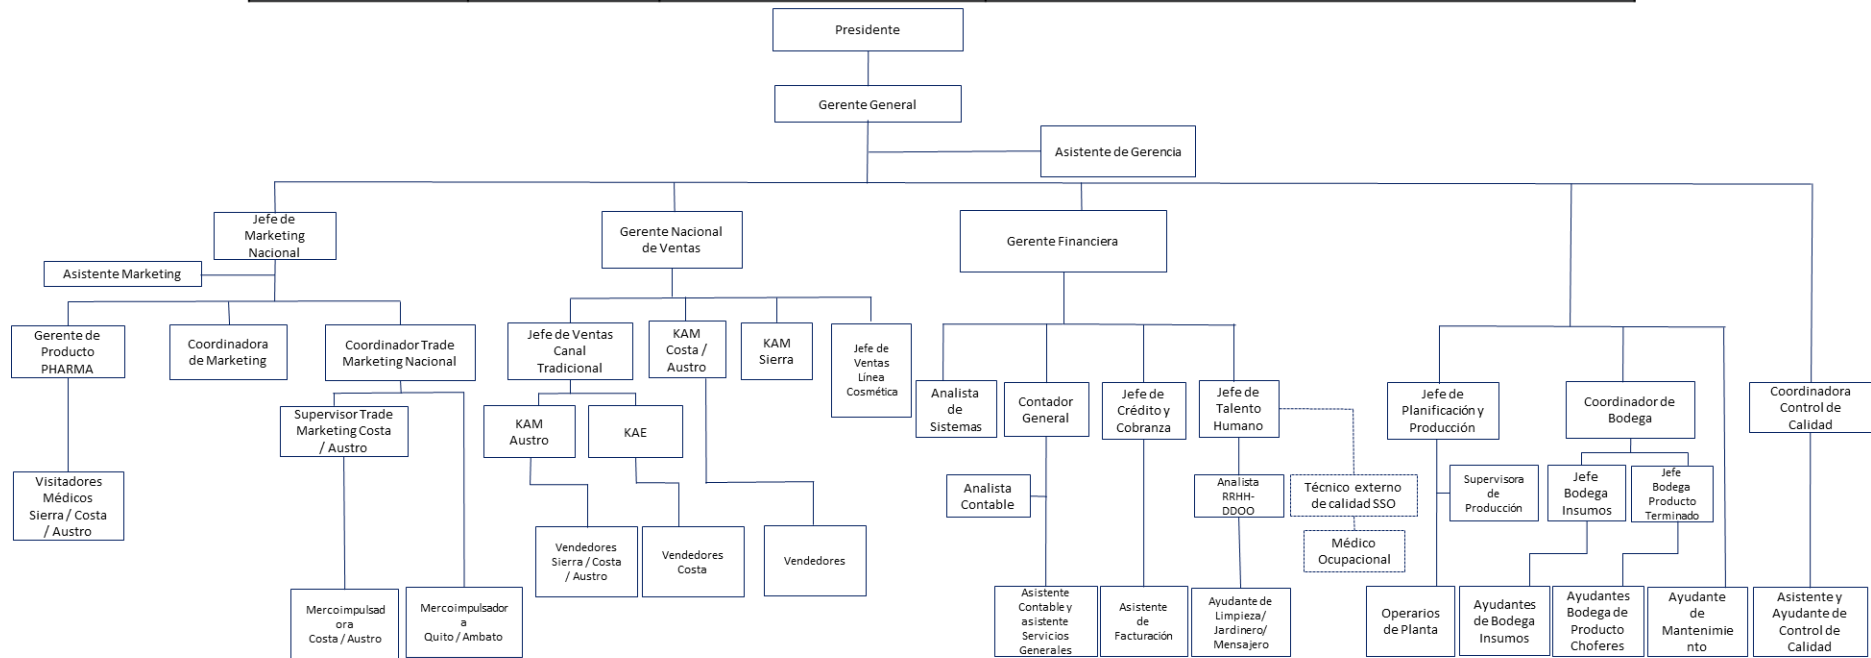 Presidente
Gerente General
Asistente de Gerencia
Jefe de
Marketing
Nacional
Gerente Nacional
de Ventas
Gerente Financiera
Asistente Marketing
Gerente de
Producto
PHARMA
Coordinadora
de Marketing
Coordinador Trade
Marketing Nacional
Jefe de Ventas
Canal
Tradicional
KAM
Costa /
Austro
KAM
Sierra
Jefe de
Ventas
Línea
Cosmética
Analista
de
Sistemas
Contador
General
Jefe de
Crédito y
Cobranza
Jefe de
Talento
Humano
Jefe de
Planificación y
Producción
Coordinador de
Bodega
Coordinadora
Control de
Calidad
Supervisor Trade
Marketing Costa
/ Austro
KAM
Austro
KAE
Visitadores
Médicos
Sierra / Costa
/ Austro
Analista
Contable
Analista
RRHH-
DDOO
Técnico externo
de calidad SSO
Médico
Ocupacional
Supervisora
de
Producción
Jefe
Bodega
Insumos
Jefe
Bodega
Producto
Terminado
Vendedores
Sierra / Costa
/ Austro
Vendedores
Costa
Vendedores
Mercoimpulsad
ora
Costa / Austro
Mercoimpulsador
a
Quito / Ambato
Asistente
Contable y
asistente
Servicios
Generales
Asistente
de
Facturación
Ayudante de
Limpieza/
Jardinero/
Mensajero
Operarios
de Planta
Ayudantes
de Bodega
Insumos
Ayudantes
Bodega de
Producto
Choferes
Ayudante
de
Mantenimie
nto
Asistente y
Ayudante de
Control de
Calidad